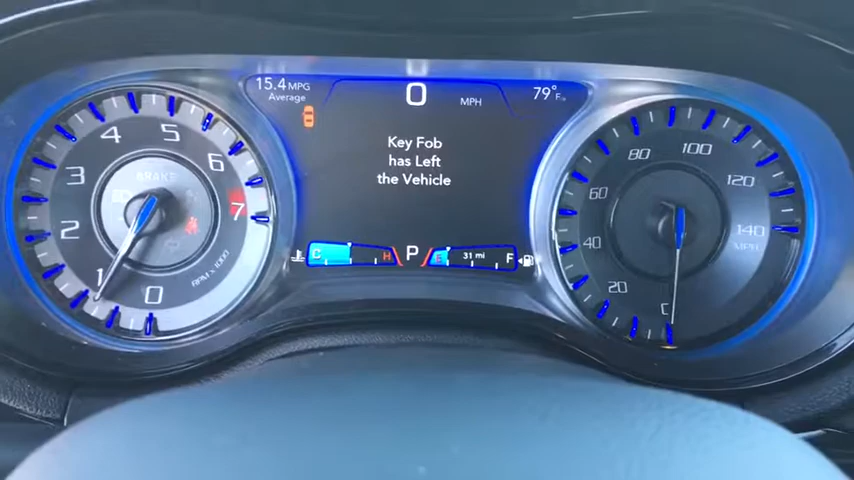 15.4 MPG
Average
0
MPH
79°F
Key Fob
has Left
the Vehicle
C
H
P
E
31 mi
F
BRAKE
0
1
2
3
4
5
6
7
RPM x 1000
20
40
60
80
100
120
140
MPH